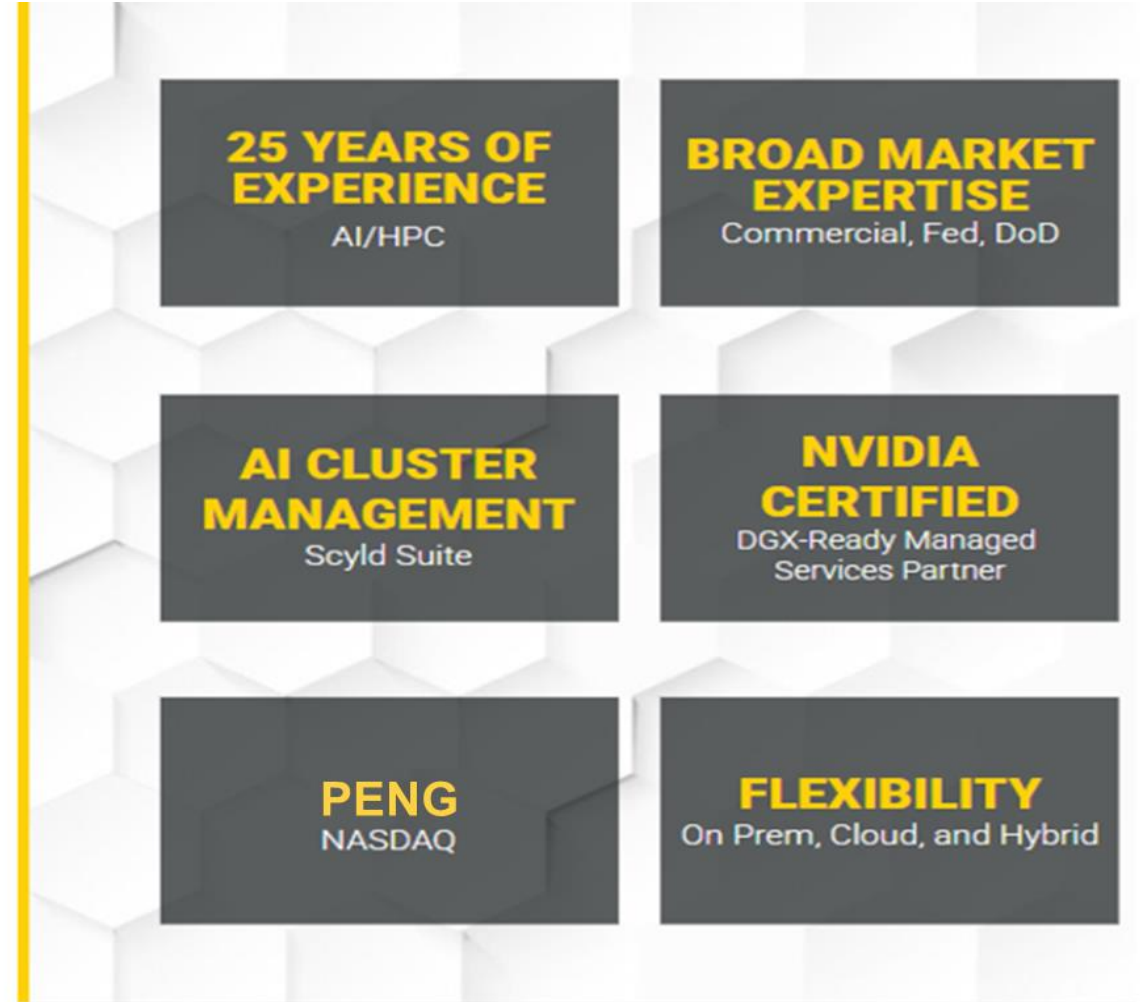 25 YEARS OF
EXPERIENCE
AI/HPC
BROAD MARKET
EXPERTISE
Commercial, Fed, DoD
AI CLUSTER
MANAGEMENT
Scyld Suite
NVIDIA
CERTIFIED
DGX-Ready Managed
Services Partner
PENG
NASDAQ
FLEXIBILITY
On Prem, Cloud, and Hybrid